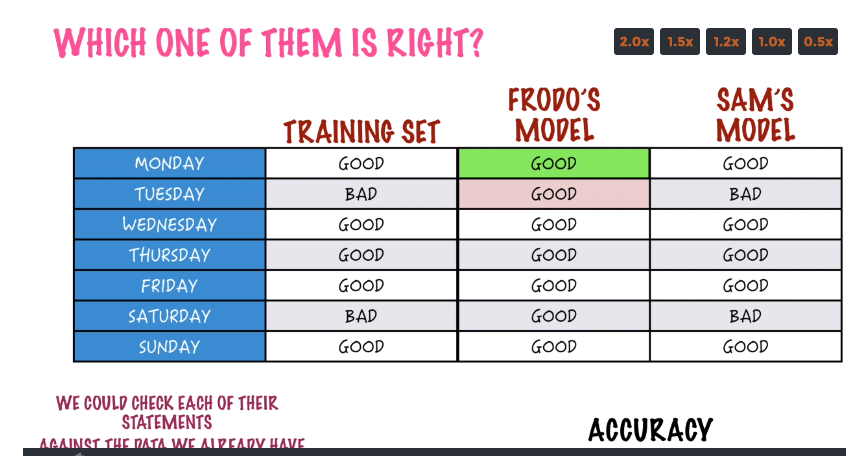 WHICH ONE OF THEM IS RIGHT?
2.0x 1.5x 1.2x 1.0x 0.5x
TRAINING SET FRODO'S MODEL SAM'S MODEL
MONDAY GOOD GOOD GOOD
TUESDAY BAD GOOD BAD
WEDNESDAY GOOD GOOD GOOD
THURSDAY GOOD GOOD GOOD
FRIDAY GOOD GOOD GOOD
SATURDAY BAD GOOD BAD
SUNDAY GOOD GOOD GOOD
WE COULD CHECK EACH OF THEIR
STATEMENTS
AGAINST THE DATA WE ALREADY HAVE
ACCURACY